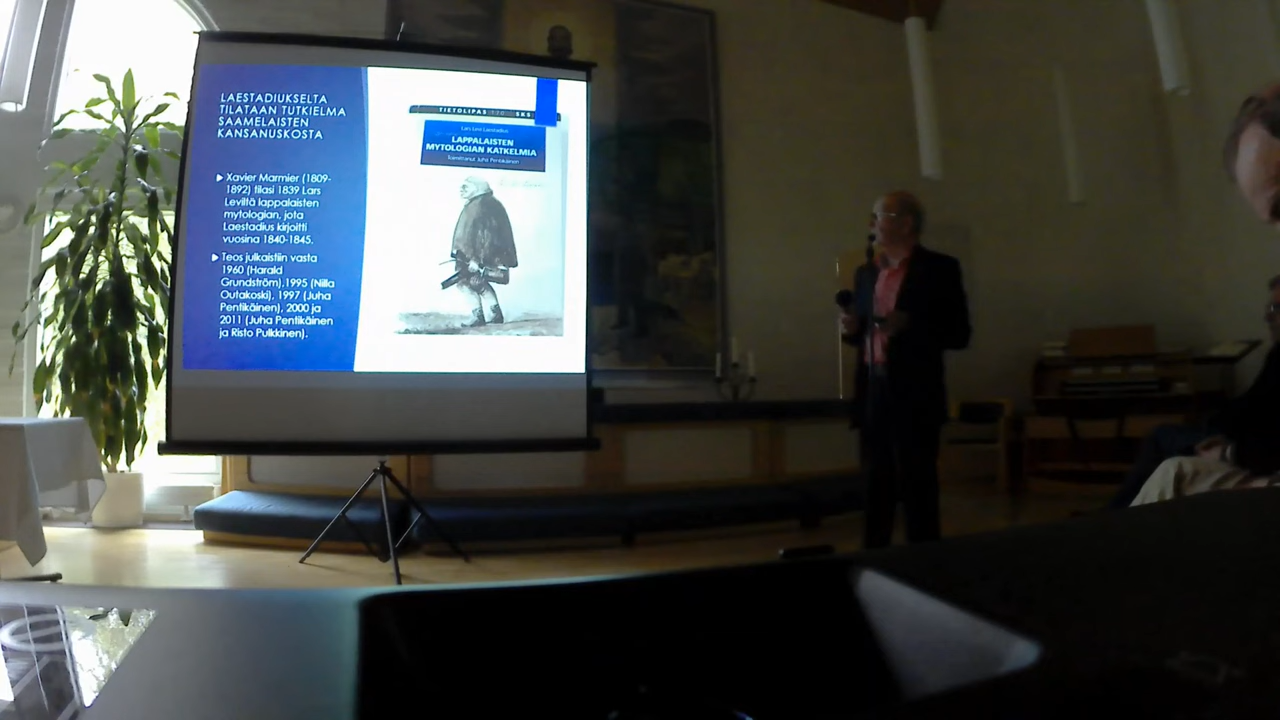 LAESTADIUKSELTA
TILATAAN TUTKIELMA
SAAMELAISTEN
KANSANUSKOSTA
Xavier Marmier (1809-
1892) tilasi 1839 Lars
Leviltä lappalaisten
mytologian, jota
Laestadius kirjoitti
vuosina 1840-1845.
Teos julkaistiin vasta
1960 (Harald
Grundström),1995 (Nilla
Outakoski), 1997 (Juha
Pentikäinen), 2000 ja
2011 (Juha Pentikäinen
ja Risto Pulkkinen).
TIETOLIPAS 170 SKS
Lars Levi Laestadius
LAPPALAISTEN
MYTOLOGIAN KATKELMIA
Toimittanut Juha Pentikäinen